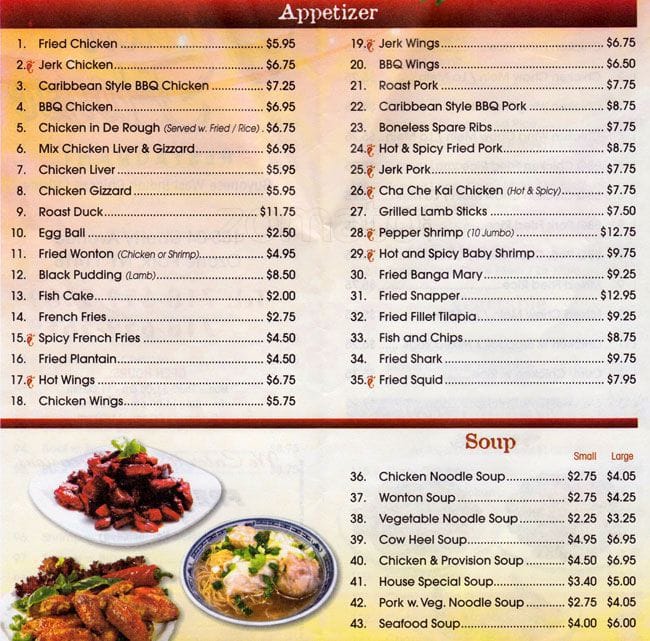 Appetizer
1. Fried Chicken $5.95
2. Jerk Chicken $6.75
3. Caribbean Style BBQ Chicken $7.25
4. BBQ Chicken $6.95
5. Chicken in De Rough (Served w. Fried / Rice) $6.75
6. Mix Chicken Liver & Gizzard $6.95
7. Chicken Liver $5.95
8. Chicken Gizzard $5.95
9. Roast Duck $11.75
10. Egg Ball $2.50
11. Fried Wonton (Chicken or Shrimp) $4.95
12. Black Pudding (Lamb) $8.50
13. Fish Cake $2.00
14. French Fries $2.75
15. Spicy French Fries $4.50
16. Fried Plantain $4.50
17. Hot Wings $6.75
18. Chicken Wings $5.75
19. Jerk Wings $6.75
20. BBQ Wings $6.50
21. Roast Pork $7.75
22. Caribbean Style BBQ Pork $8.75
23. Boneless Spare Ribs $7.75
24. Hot & Spicy Fried Pork $8.75
25. Jerk Pork $7.75
26. Cha Che Kai Chicken (Hot & Spicy) $7.75
27. Grilled Lamb Sticks $7.50
28. Pepper Shrimp (10 Jumbo) $12.75
29. Hot and Spicy Baby Shrimp $9.75
30. Fried Banga Mary $9.25
31. Fried Snapper $12.95
32. Fried Fillet Tilapia $9.25
33. Fish and Chips $8.75
34. Fried Shark $9.75
35. Fried Squid $7.95
Soup
Small Large
36. Chicken Noodle Soup $2.75 $4.05
37. Wonton Soup $2.75 $4.25
38. Vegetable Noodle Soup $2.25 $3.25
39. Cow Heel Soup $4.95 $6.95
40. Chicken & Provision Soup $4.50 $6.95
41. House Special Soup $3.40 $5.00
42. Pork w. Veg. Noodle Soup $2.75 $4.05
43. Seafood Soup $4.00 $6.00